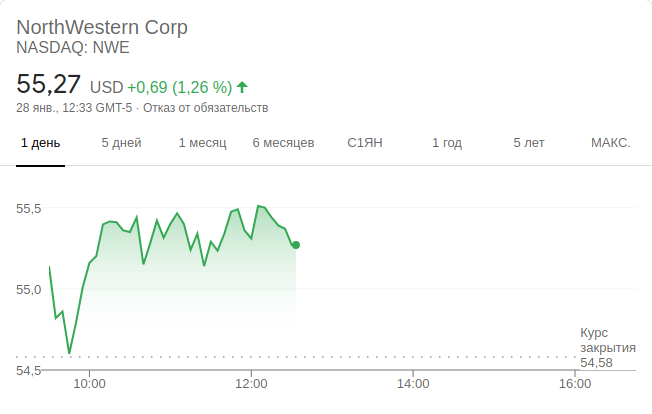 NorthWestern Corp
NASDAQ: NWE
55,27 USD +0,69 (1,26 %)
28 янв., 12:33 GMT-5 · Отказ от обязательств
1 день 5 дней 1 месяц 6 месяцев С1ЯН 1 год 5 лет МАКС.
55,5
55,0
Курс
закрытия
54,58
54,5
10:00 12:00 14:00 16:00